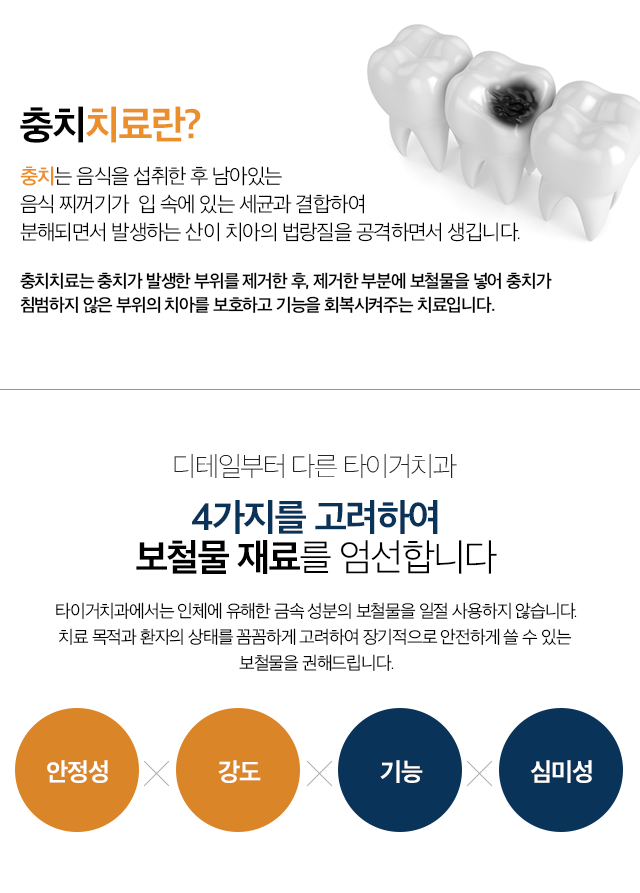 충치치료란?
충치는 음식을 섭취한 후 남아있는
음식 찌꺼기가 입 속에 있는 세균과 결합하여
분해되면서 발생하는 산이 치아의 법랑질을 공격하면서 생깁니다.
충치치료는 충치가 발생한 부위를 제거한 후, 제거한 부분에 보철물을 넣어 충치가
침범하지 않은 부위의 치아를 보호하고 기능을 회복시켜주는 치료입니다.
디테일부터 다른 타이거치과
4가지를 고려하여
보철물 재료를 엄선합니다
타이거치과에서는 인체에 유해한 금속 성분의 보철물을 일절 사용하지 않습니다.
치료 목적과 환자의 상태를 꼼꼼하게 고려하여 장기적으로 안전하게 쓸 수 있는
보철물을 권해드립니다.
안정성 × 강도 × 기능 × 심미성